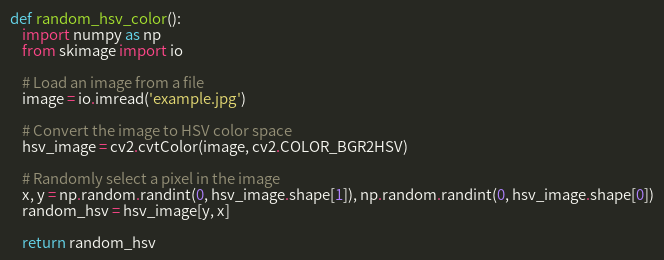 def random_hsv_color():
    import numpy as np
    from skimage import io

    # Load an image from a file
    image = io.imread('example.jpg')

    # Convert the image to HSV color space
    hsv_image = cv2.cvtColor(image, cv2.COLOR_BGR2HSV)

    # Randomly select a pixel in the image
    x, y = np.random.randint(0, hsv_image.shape[1]), np.random.randint(0, hsv_image.shape[0])
    random_hsv = hsv_image[y, x]

    return random_hsv